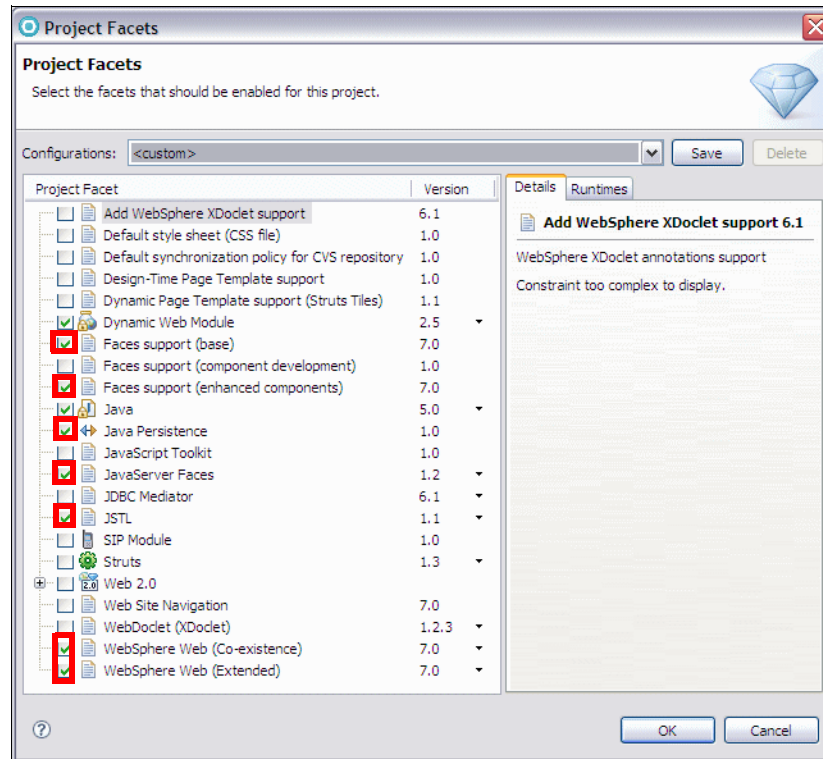 Project Facets
Project Facets
Select the facets that should be enabled for this project.
Configurations: <custom> Save Delete
Project Facet Version
Add WebSphere XDoclet support 6.1
Default style sheet (CSS file) 1.0
Default synchronization policy for CVS repository 1.0
Design-Time Page Template support 1.0
Dynamic Page Template support (Struts Tiles) 1.1
Dynamic Web Module 2.5
Faces support (base) 7.0
Faces support (component development) 1.0
Faces support (enhanced components) 7.0
Java 5.0
Java Persistence 1.0
JavaScript Toolkit 1.0
JavaServer Faces 1.2
JDBC Mediator 6.1
JSTL 1.1
SIP Module 1.0
Struts 1.3
2.0 Web 2.0
Web Site Navigation 7.0
WebDoclet (XDoclet) 1.2.3
WebSphere Web (Co-existence) 7.0
WebSphere Web (Extended) 7.0
Details Runtimes
Add WebSphere XDoclet support 6.1
WebSphere XDoclet annotations support
Constraint too complex to display.
? OK Cancel